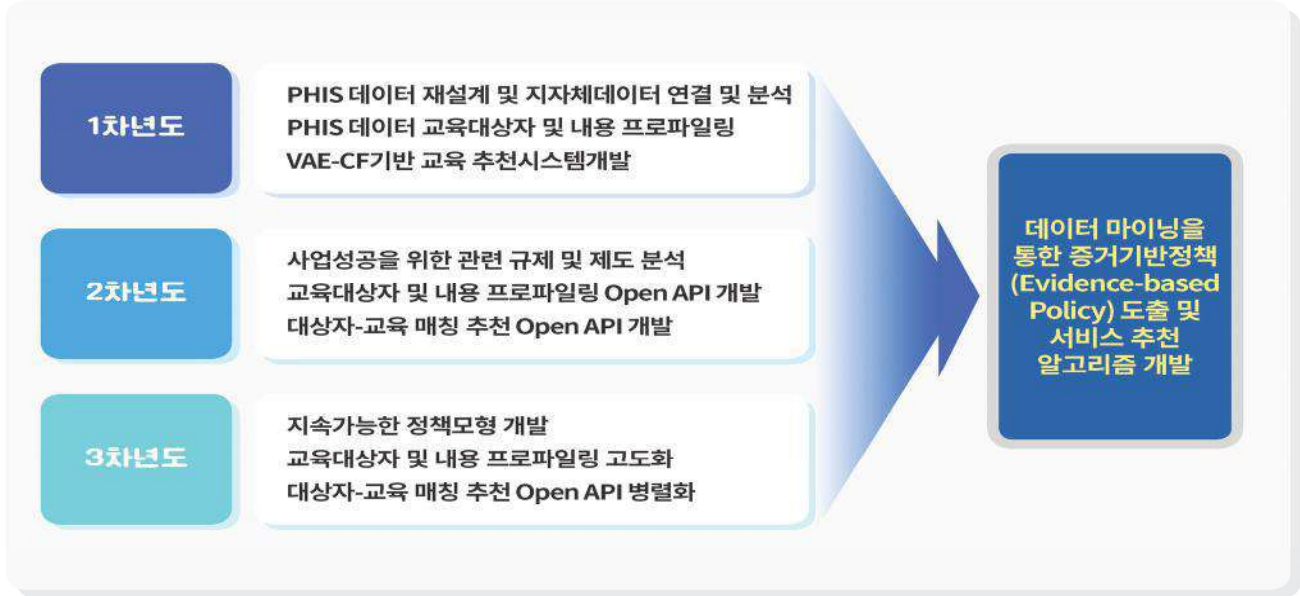 1차년도
PHIS 데이터 재설계 및 지자체데이터 연결 및 분석
PHIS 데이터 교육대상자 및 내용 프로파일링
VAE-CF기반 교육 추천시스템개발
2차년도
사업성공을 위한 관련 규제 및 제도 분석
교육대상자 및 내용 프로파일링 Open API 개발
대상자-교육 매칭 추천 Open API 개발
3차년도
지속가능한 정책모형 개발
교육대상자 및 내용 프로파일링 고도화
대상자-교육 매칭 추천 Open API 병렬화
데이터 마이닝을
통한 증거기반정책
(Evidence-based
Policy) 도출 및
서비스 추천
알고리즘 개발